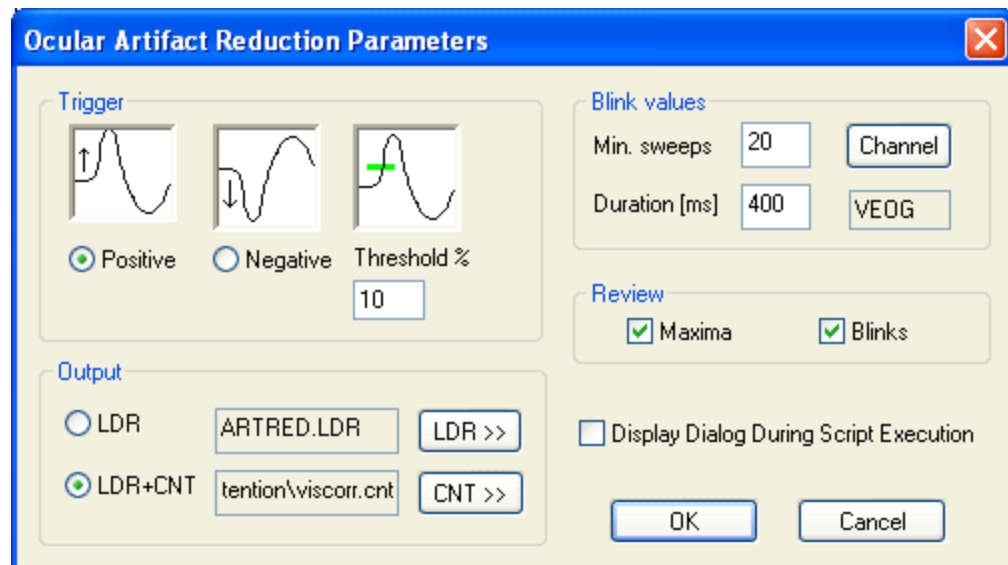 Ocular Artifact Reduction Parameters
Trigger
Positive
Negative
Threshold %
10
Blink values
Min. sweeps
20
Channel
Duration [ms]
400
VEOG
Review
Maxima
Blinks
Output
LDR
ARTRED.LDR
LDR >>
LDR+CNT
tention\viscorr.cnt
CNT >>
Display Dialog During Script Execution
OK
Cancel